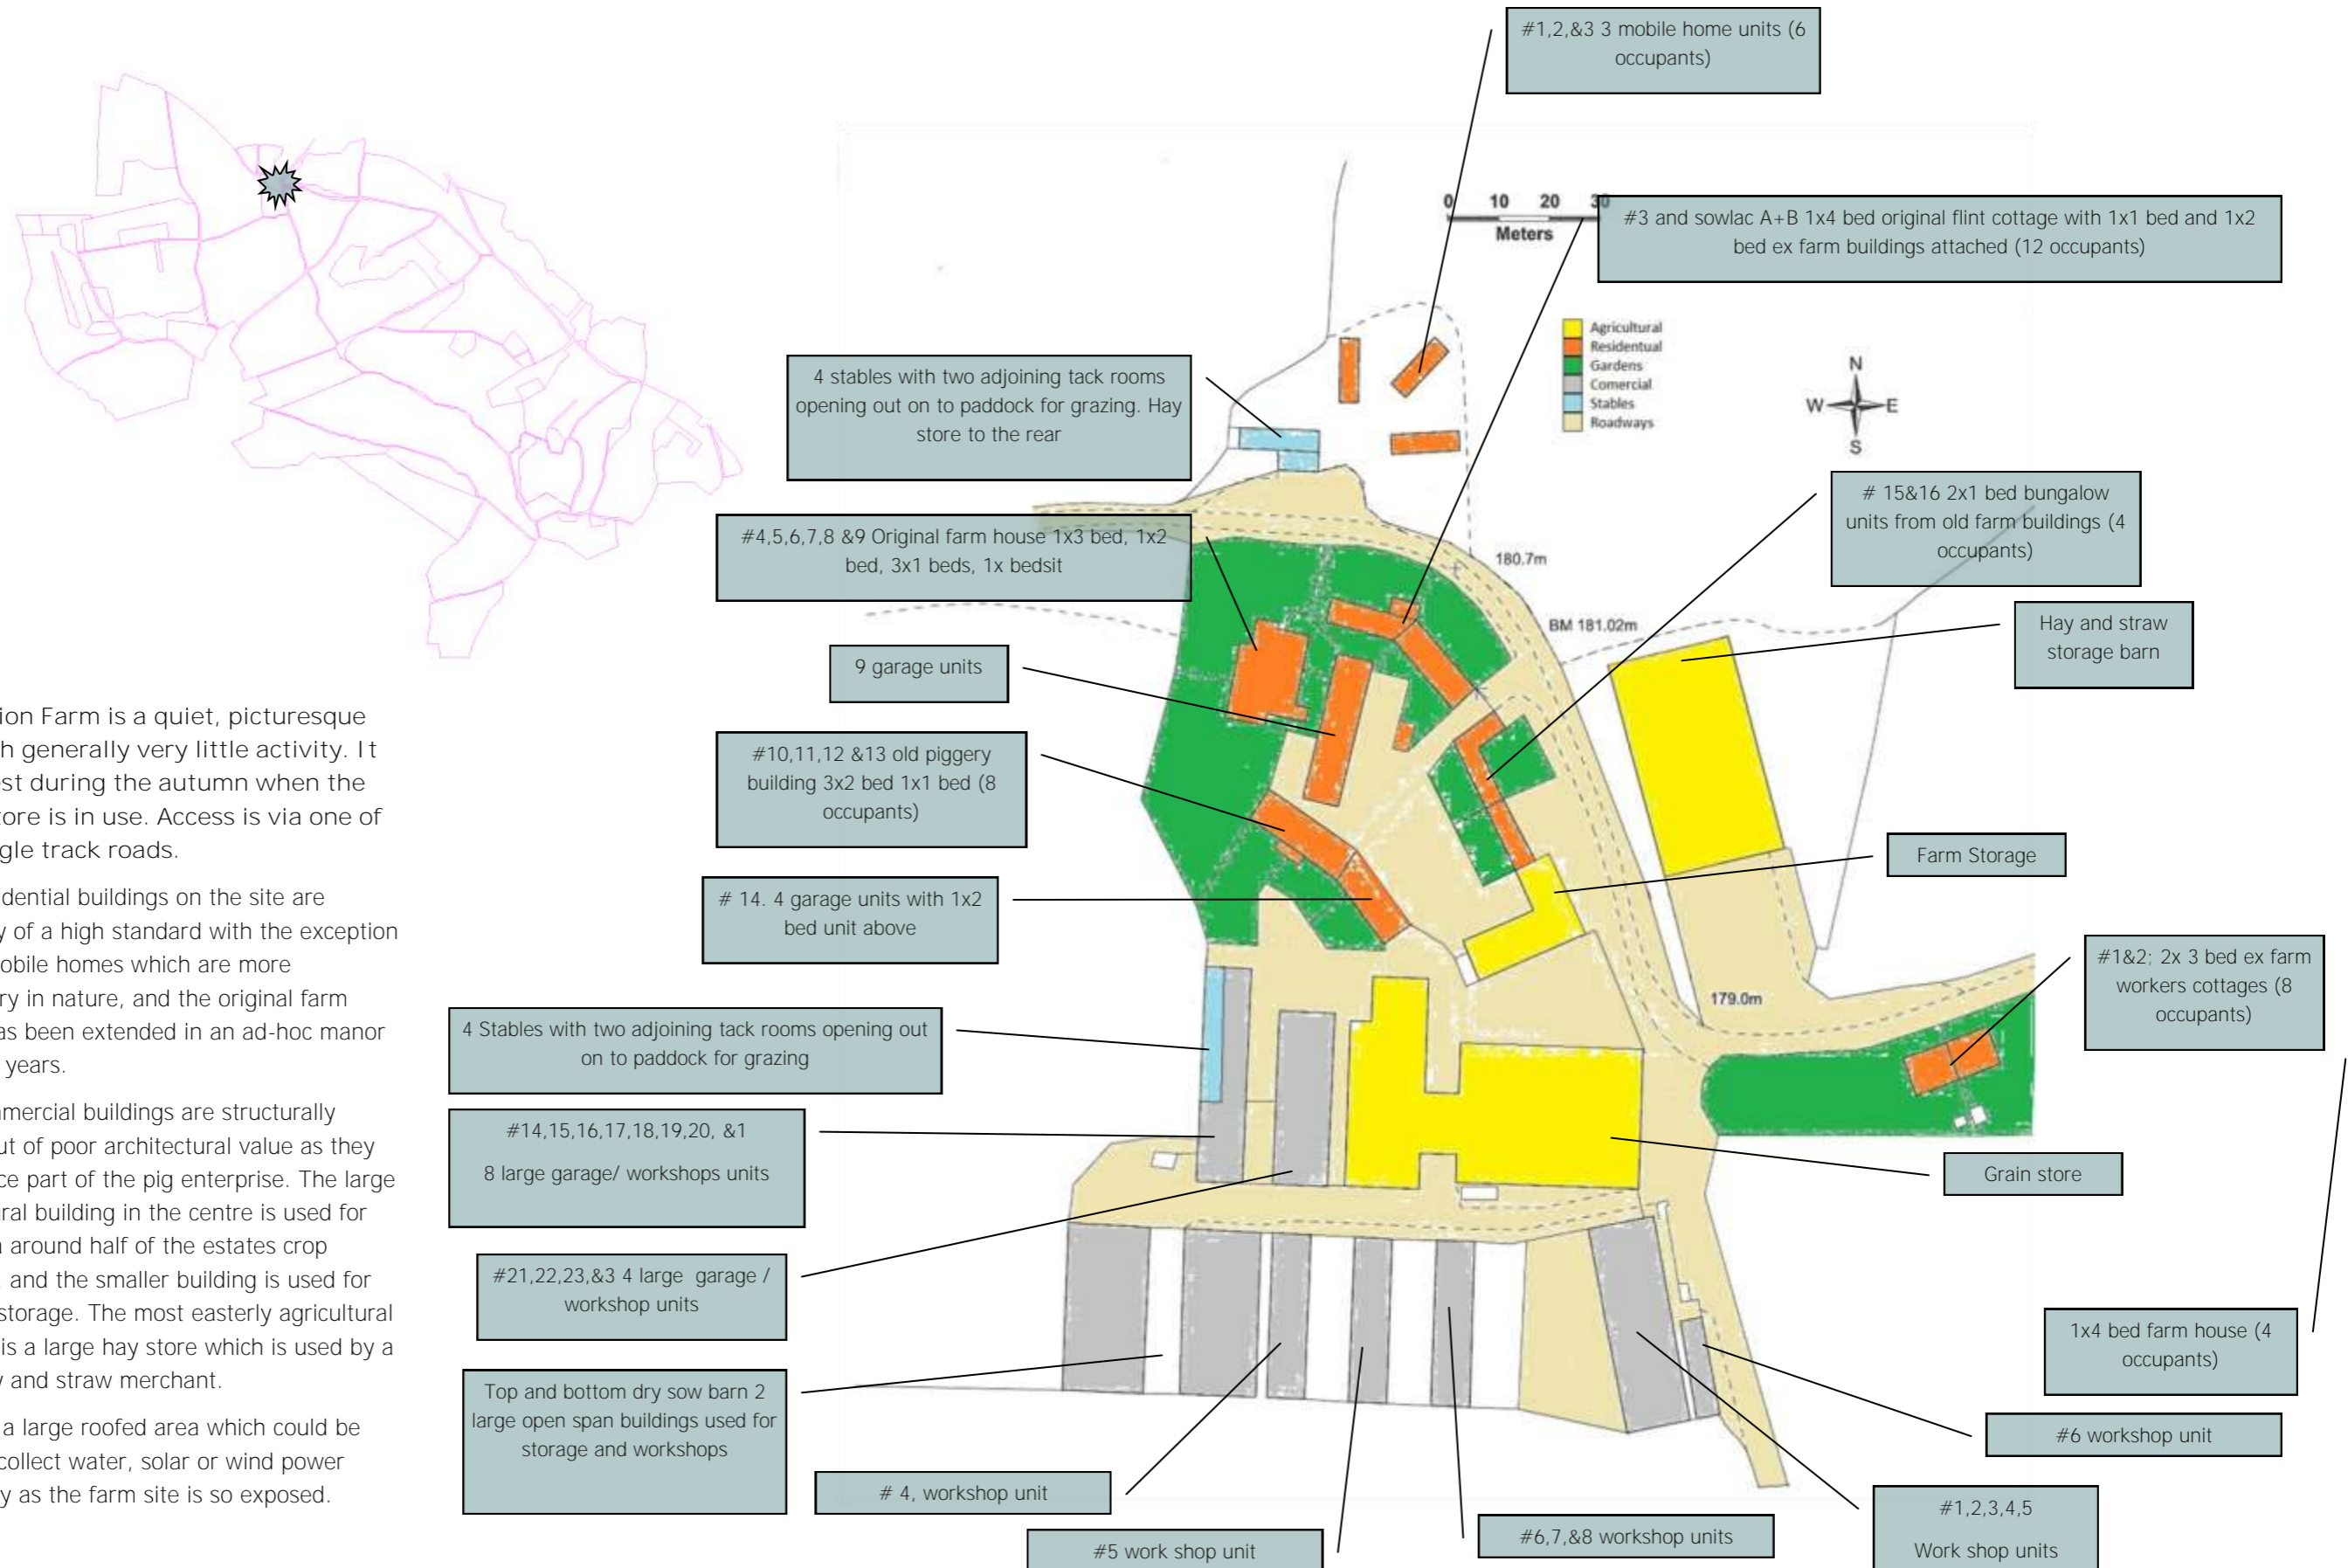 #1,2,&3 3 mobile home units (6
occupants)
0 10 20 30
Meters
#3 and sowlac A+B 1x4 bed original flint cottage with 1x1 bed and 1x2
bed ex farm buildings attached (12 occupants)
Agricultural
Residentual
Gardens
Comercial
Stables
Roadways
N
W E
S
4 stables with two adjoining tack rooms
opening out on to paddock for grazing. Hay
store to the rear
# 15&16 2x1 bed bungalow
units from old farm buildings (4
occupants)
#4,5,6,7,8 &9 Original farm house 1x3 bed, 1x2
bed, 3x1 beds, 1x bedsit
180.7m
BM 181.02m
Hay and straw
storage barn
9 garage units
#10,11,12 &13 old piggery
building 3x2 bed 1x1 bed (8
occupants)
Farm Storage
# 14. 4 garage units with 1x2
bed unit above
#1&2; 2x 3 bed ex farm
workers cottages (8
occupants)
179.0m
4 Stables with two adjoining tack rooms opening out
on to paddock for grazing
#14,15,16,17,18,19,20, &1
8 large garage/ workshops units
Grain store
#21,22,23,&3 4 large garage /
workshop units
1x4 bed farm house (4
occupants)
Top and bottom dry sow barn 2
large open span buildings used for
storage and workshops
#6 workshop unit
# 4, workshop unit
#5 work shop unit
#6,7,&8 workshop units
#1,2,3,4,5
Work shop units
ion Farm is a quiet, picturesque
h generally very little activity. It
est during the autumn when the
tore is in use. Access is via one of
gle track roads.
dential buildings on the site are
y of a high standard with the exception
obile homes which are more
ry in nature, and the original farm
as been extended in an ad-hoc manor
years.
mmercial buildings are structurally
ut of poor architectural value as they
ce part of the pig enterprise. The large
ural building in the centre is used for
n around half of the estates crop
, and the smaller building is used for
storage. The most easterly agricultural
is a large hay store which is used by a
y and straw merchant.
a large roofed area which could be
collect water, solar or wind power
y as the farm site is so exposed.